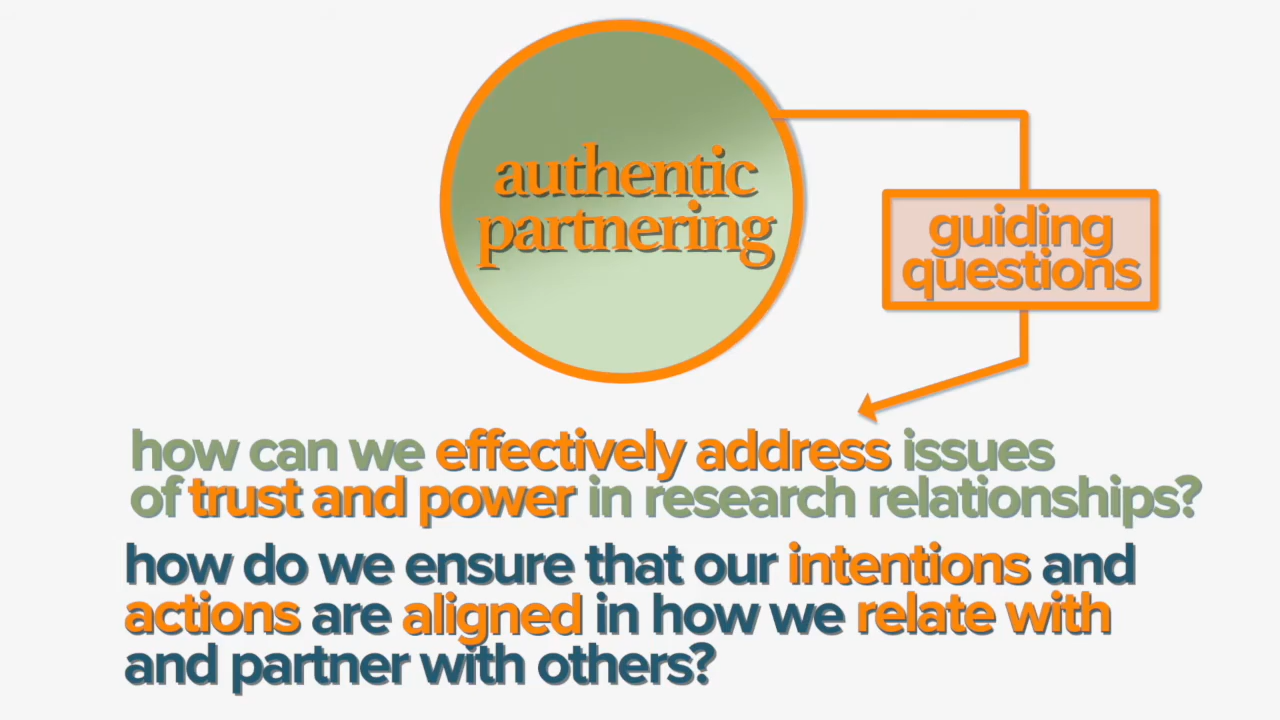 authentic
partnering
guiding
questions
how can we effectively address issues
of trust and power in research relationships?
how do we ensure that our intentions and
actions are aligned in how we relate with
and partner with others?